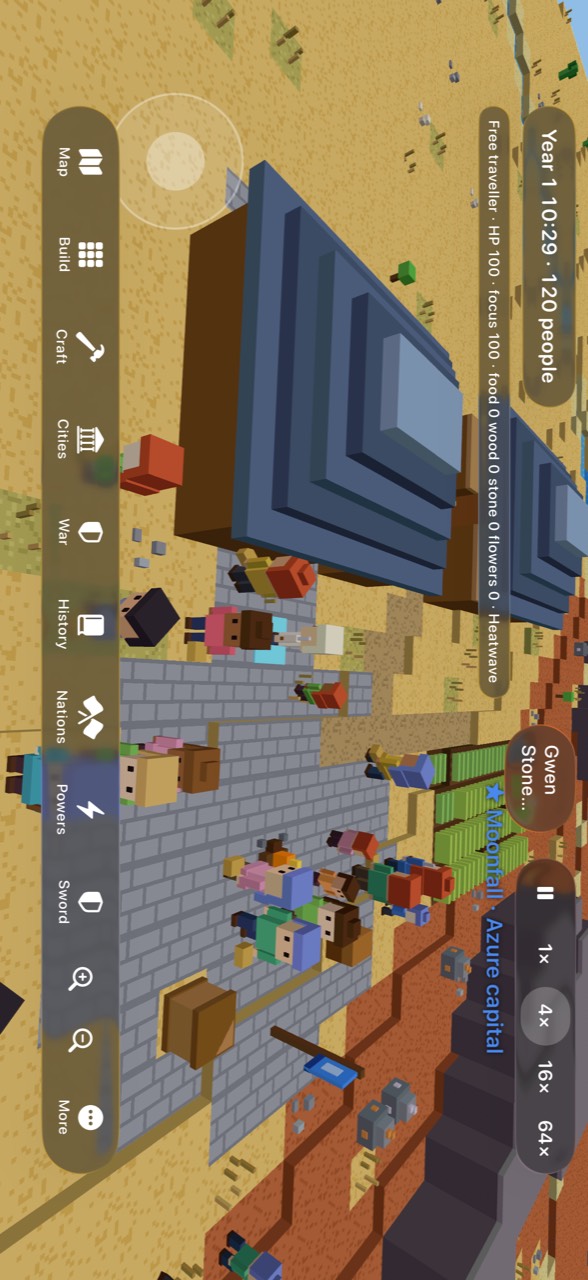 Year 1 10:29 · 120 people
Gwen
Stone...
1×
4×
16×
64×
Free traveller · HP 100 · focus 100 · food 0 wood 0 stone 0 flowers 0 · Heatwave
★ Moonfall · Azure capital
Map
Build
Craft
Cities
War
History
Nations
Powers
Sword
More